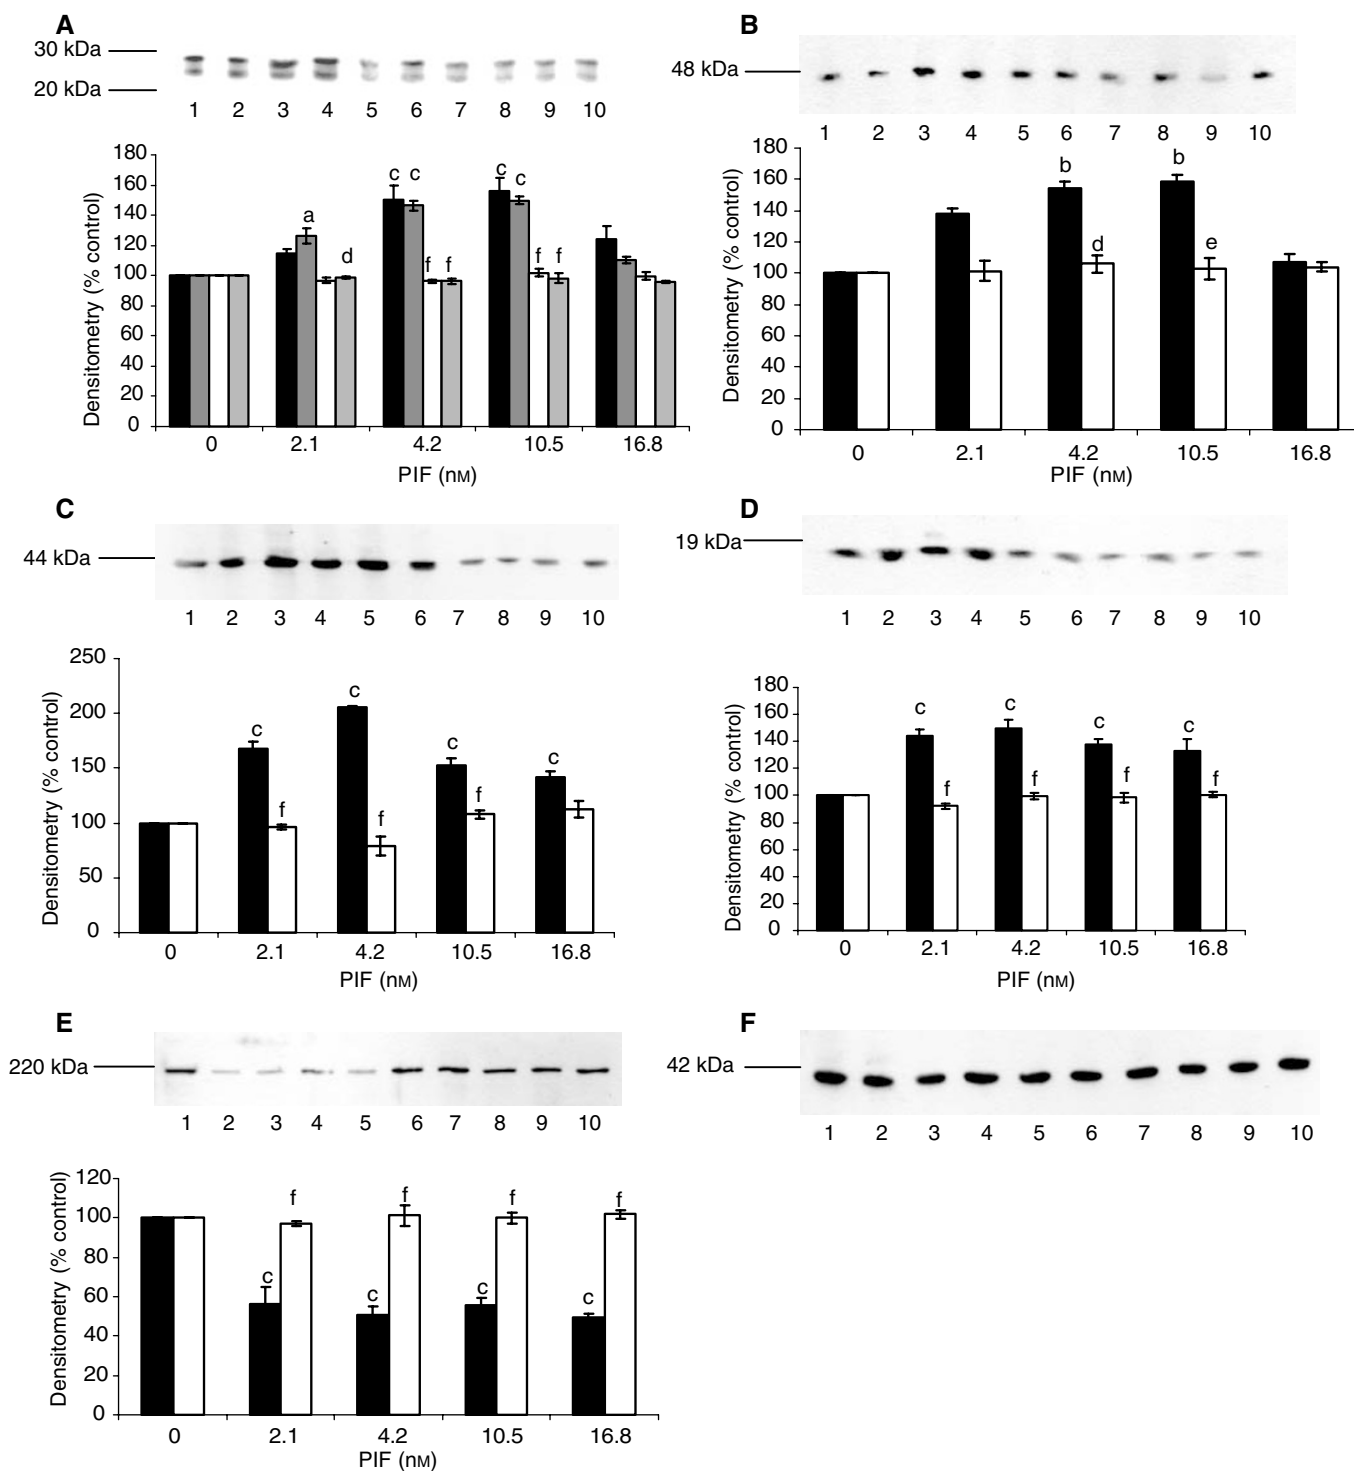 A
30 kDa
20 kDa
1 2 3 4 5 6 7 8 9 10
Densitometry (% control)
180
160
140
120
100
80
60
40
20
0
a
d
c c
f f
c c
f f
0 2.1 4.2 10.5 16.8
PIF (nM)
B
48 kDa
1 2 3 4 5 6 7 8 9 10
Densitometry (% control)
180
160
140
120
100
80
60
40
20
0
b
d
b
e
0 2.1 4.2 10.5 16.8
PIF (nM)
C
44 kDa
1 2 3 4 5 6 7 8 9 10
Densitometry (% control)
250
200
150
100
50
0
c
f
c
f
c
f
c
0 2.1 4.2 10.5 16.8
PIF (nM)
D
19 kDa
1 2 3 4 5 6 7 8 9 10
Densitometry (% control)
180
160
140
120
100
80
60
40
20
0
c
f
c
f
c
f
c
f
0 2.1 4.2 10.5 16.8
PIF (nM)
E
220 kDa
1 2 3 4 5 6 7 8 9 10
Densitometry (% control)
120
100
80
60
40
20
0
c
f
c
f
c
f
c
f
0 2.1 4.2 10.5 16.8
PIF (nM)
F
42 kDa
1 2 3 4 5 6 7 8 9 10